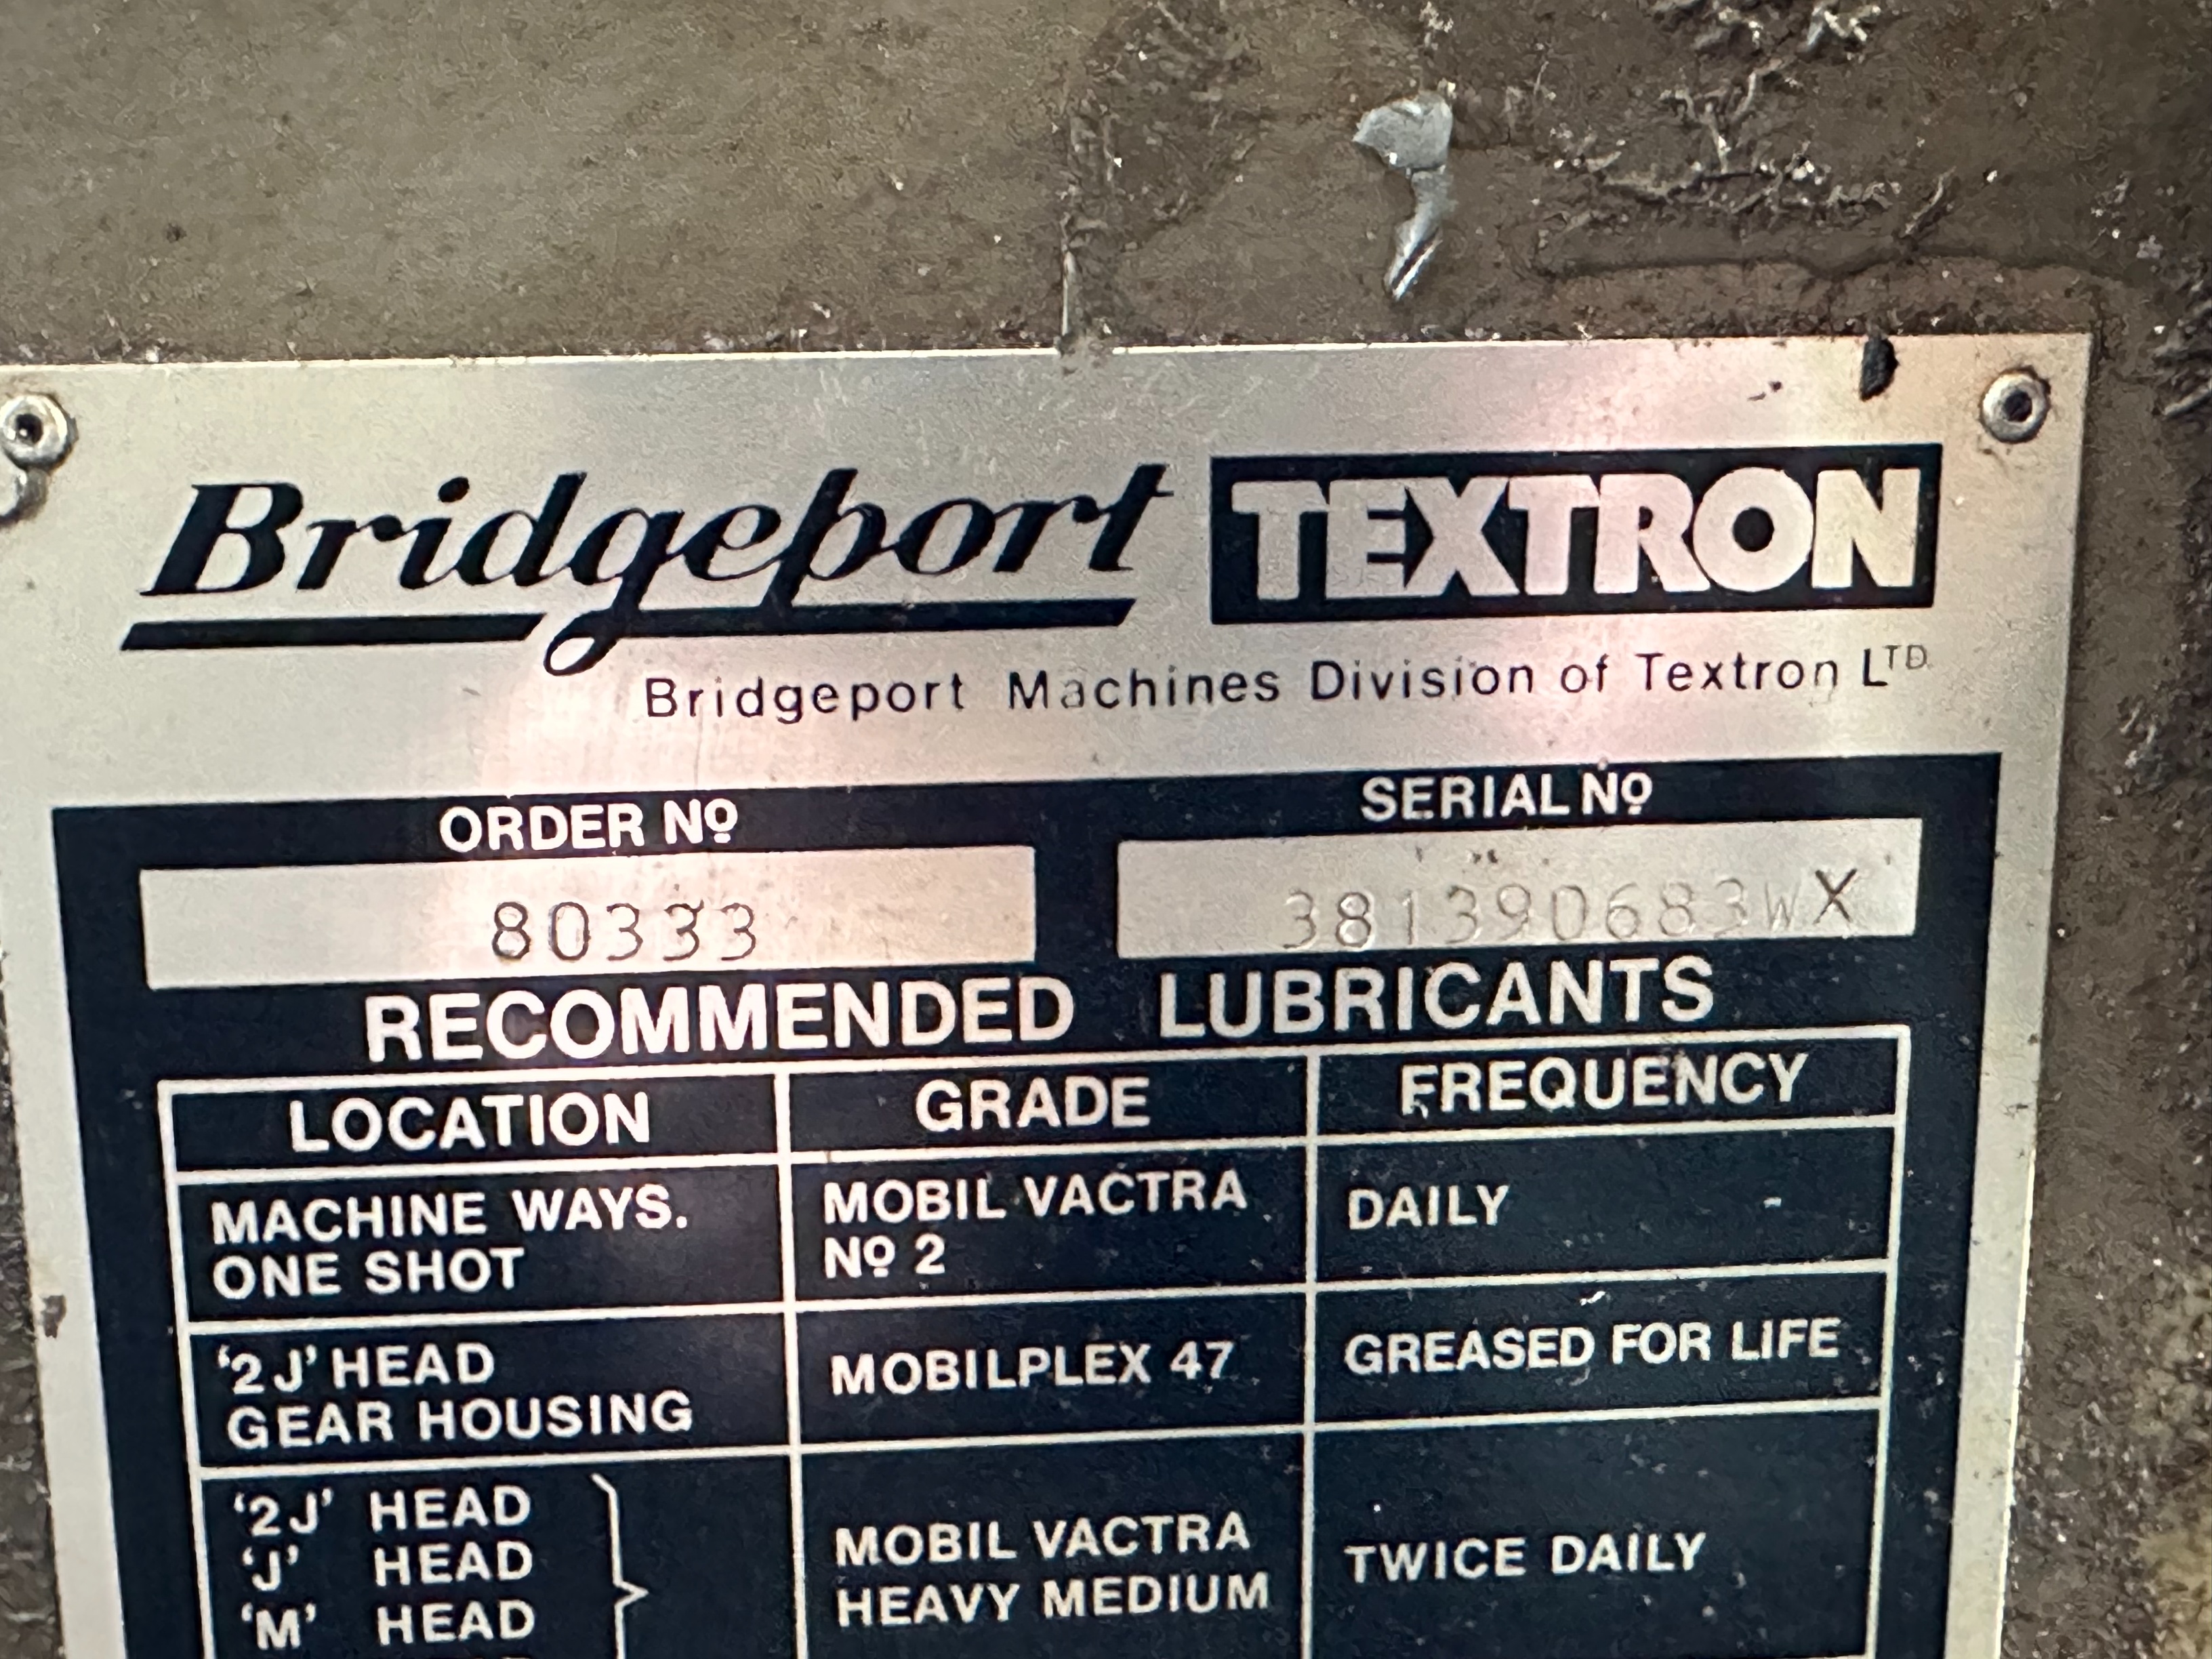 Bridgeport TEXTRON
Bridgeport Machines Division of Textron LTD
ORDER Nº SERIAL Nº
80333 381390683WX
RECOMMENDED LUBRICANTS
LOCATION GRADE FREQUENCY
MACHINE WAYS. MOBIL VACTRA DAILY
ONE SHOT Nº 2
'2J' HEAD MOBILPLEX 47 GREASED FOR LIFE
GEAR HOUSING
'2J' HEAD
'J' HEAD MOBIL VACTRA TWICE DAILY
'M' HEAD HEAVY MEDIUM